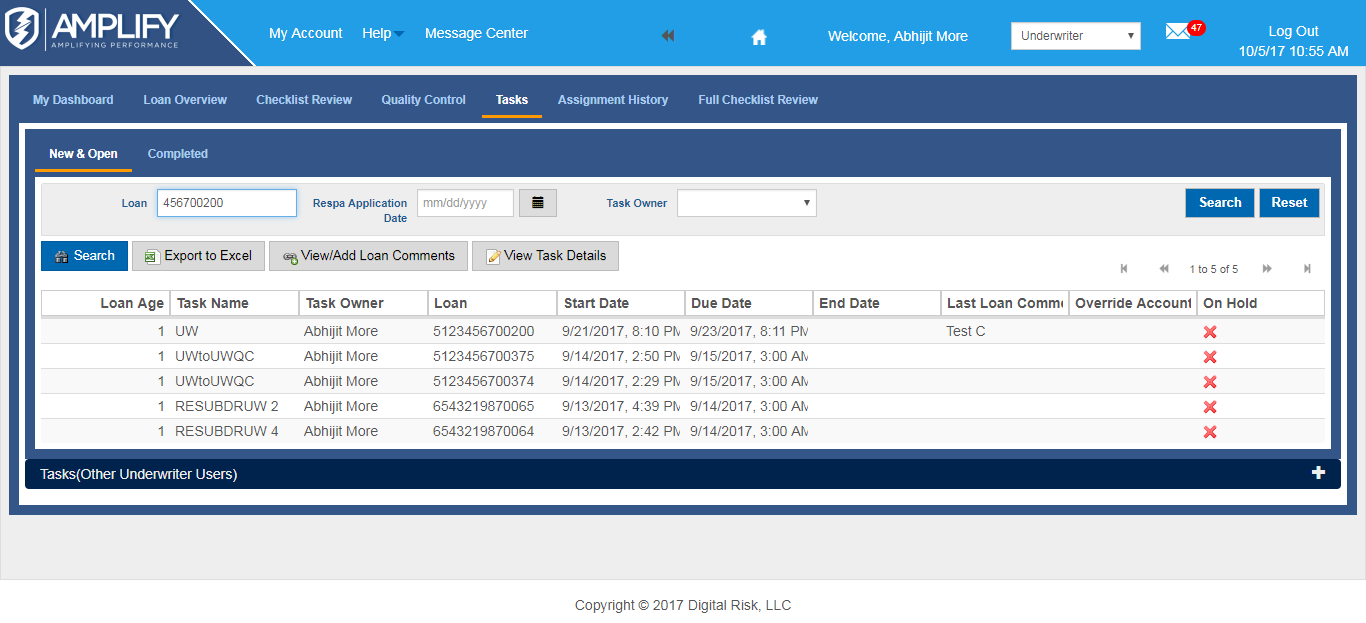 AMPLIFY
AMPLIFYING PERFORMANCE
My Account Help Message Center Welcome, Abhijit More Underwriter 47 Log Out
10/5/17 10:55 AM
My Dashboard Loan Overview Checklist Review Quality Control Tasks Assignment History Full Checklist Review
New & Open Completed
Loan 456700200 Respa Application Date mm/dd/yyyy Task Owner Search Reset
Search Export to Excel View/Add Loan Comments View Task Details
1 to 5 of 5
Loan Age Task Name Task Owner Loan Start Date Due Date End Date Last Loan Comme Override Account On Hold
1 UW Abhijit More 5123456700200 9/21/2017, 8:10 PM 9/23/2017, 8:11 PM Test C
1 UWtoUWQC Abhijit More 5123456700375 9/14/2017, 2:50 PM 9/15/2017, 3:00 AM
1 UWtoUWQC Abhijit More 5123456700374 9/14/2017, 2:29 PM 9/15/2017, 3:00 AM
1 RESUBDRUW 2 Abhijit More 6543219870065 9/13/2017, 4:39 PM 9/14/2017, 3:00 AM
1 RESUBDRUW 4 Abhijit More 6543219870064 9/13/2017, 2:42 PM 9/14/2017, 3:00 AM
Tasks(Other Underwriter Users)
Copyright © 2017 Digital Risk, LLC